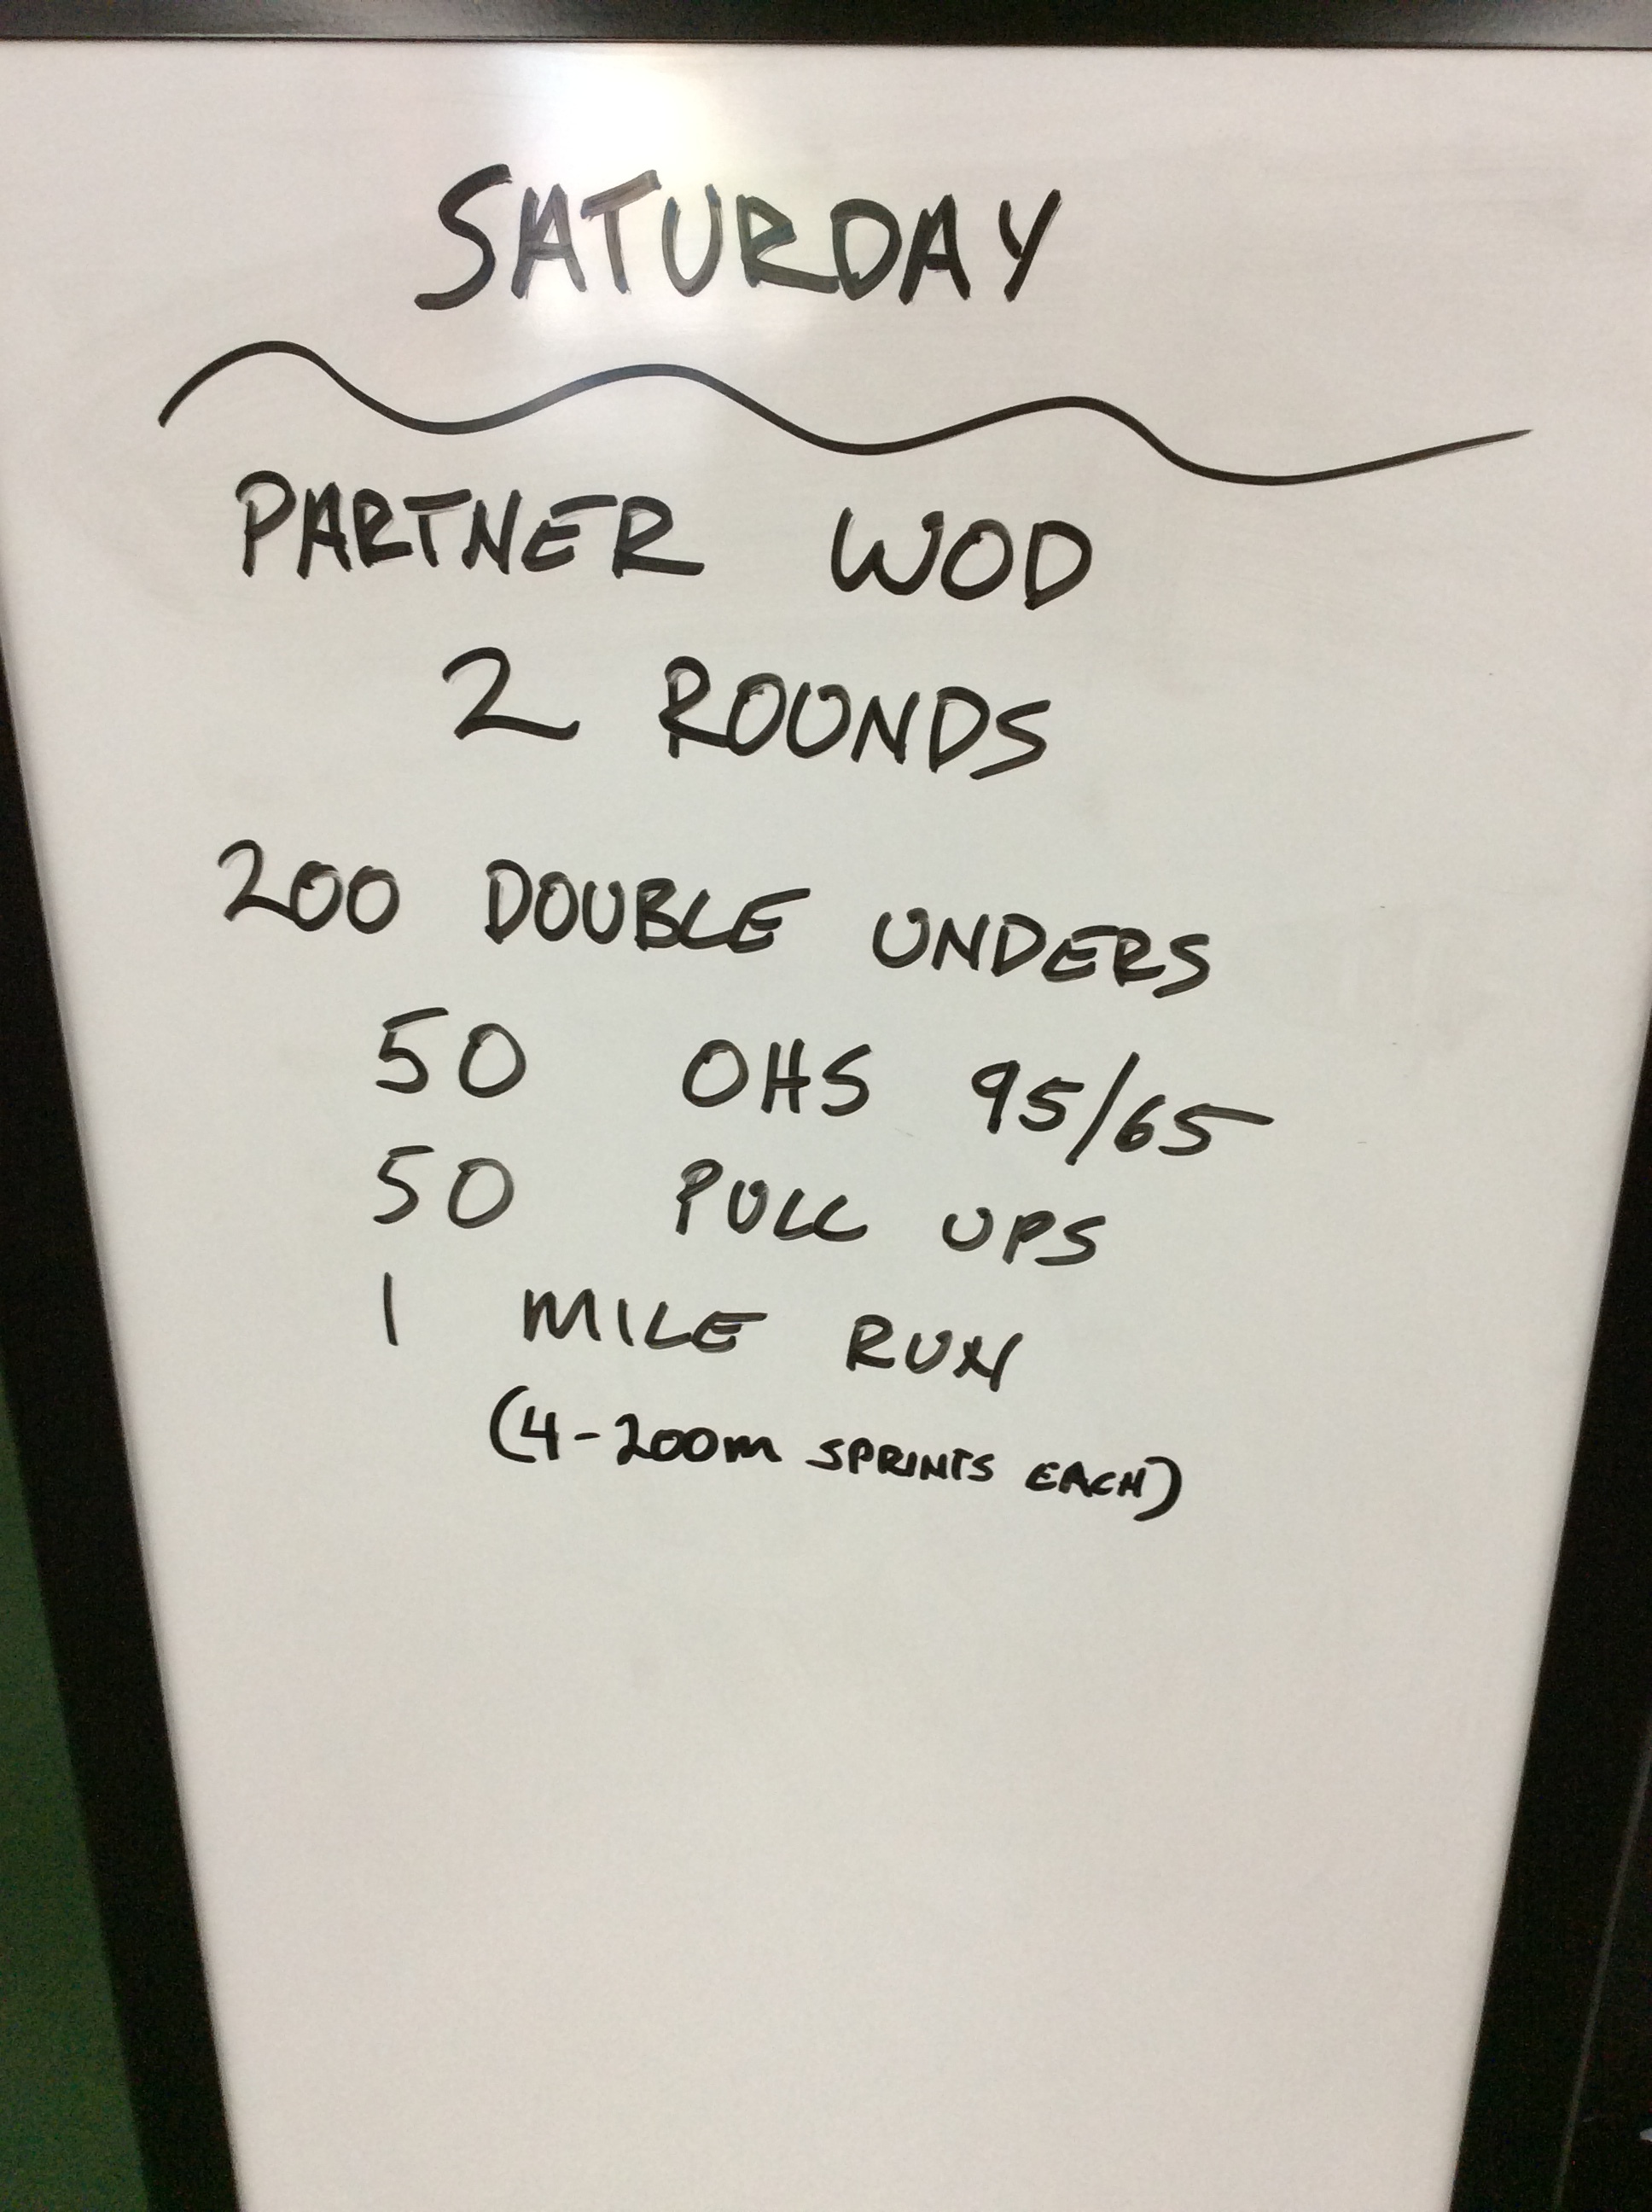 SATURDAY
PARTNER WOD
2 ROUNDS
200 DOUBLE UNDERS
50 OHS 95/65
50 PULL UPS
1 MILE RUN
(4-200m SPRINTS EACH)